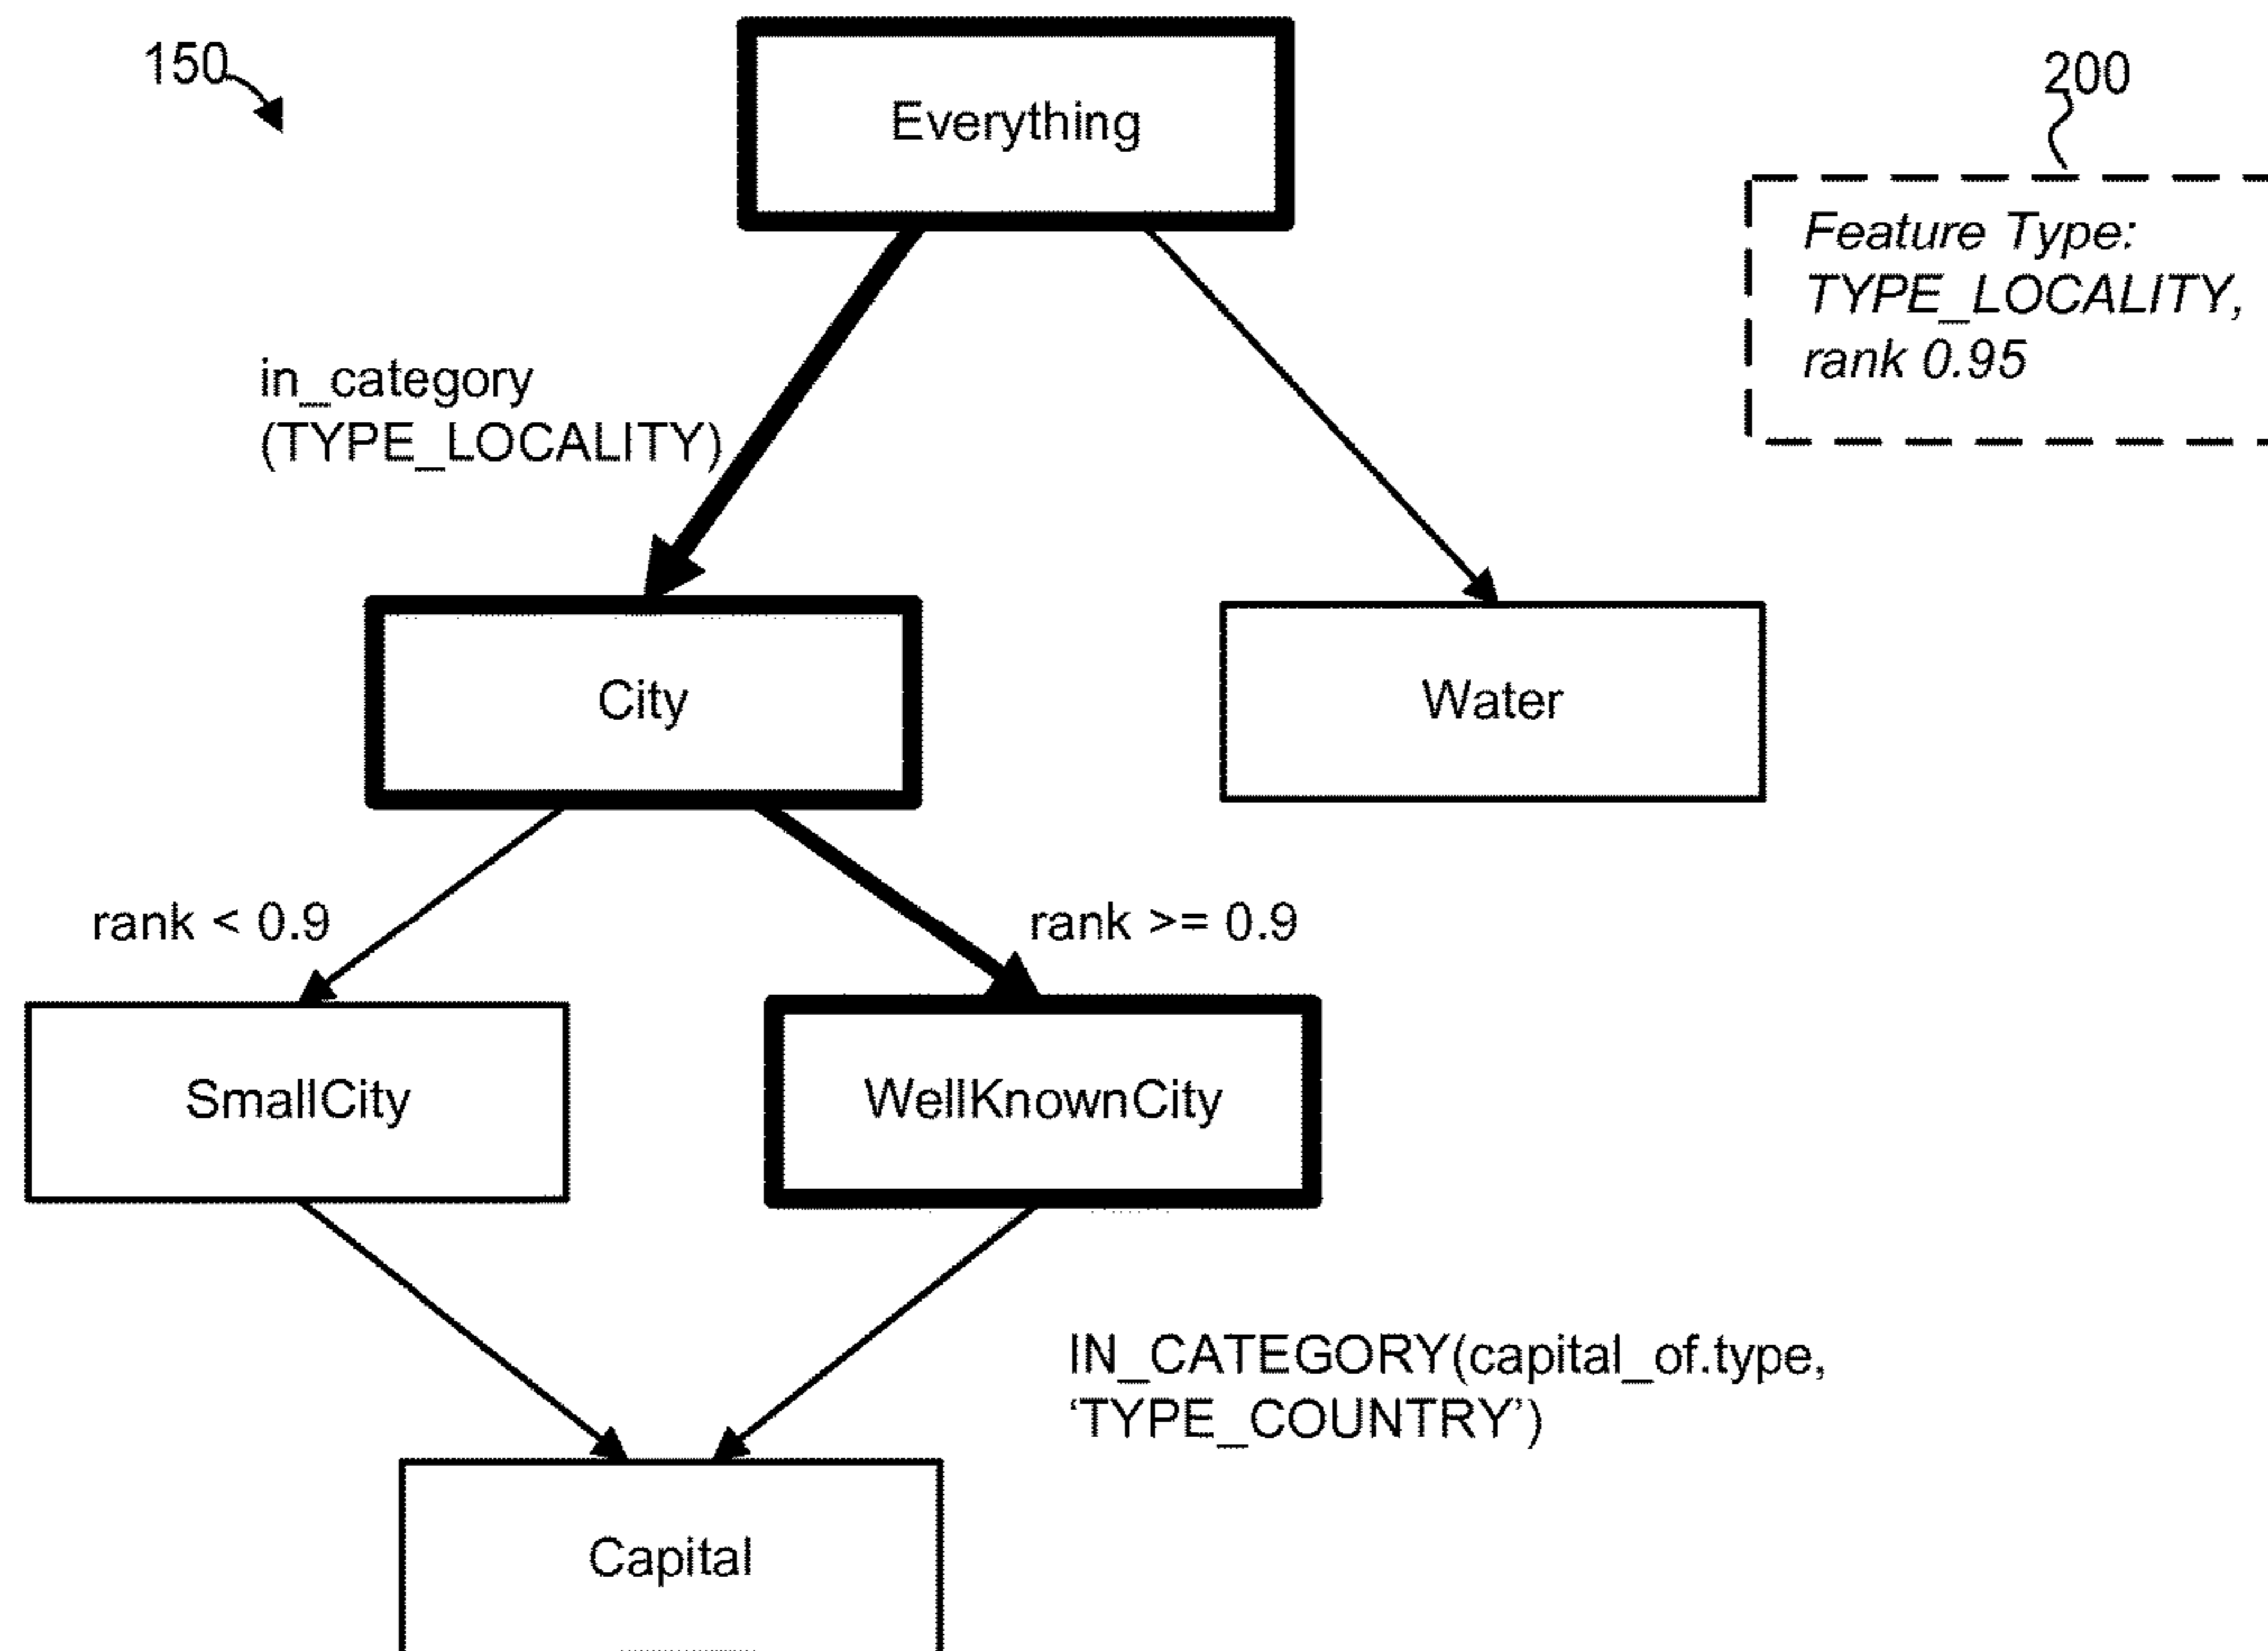 150
Everything
200
Feature Type:
TYPE_LOCALITY,
rank 0.95
in_category
(TYPE_LOCALITY)
City
Water
rank < 0.9
rank >= 0.9
SmallCity
WellKnownCity
IN_CATEGORY(capital_of.type,
‘TYPE_COUNTRY’)
Capital